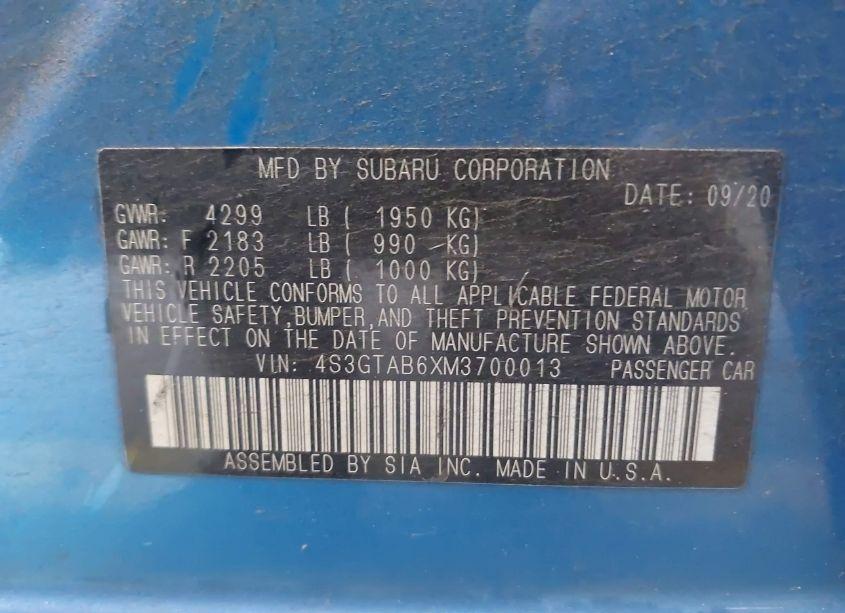 MFD BY SUBARU CORPORATION
DATE: 09/20
GVWR: 4299 LB ( 1950 KG)
GAWR: F 2183 LB ( 990 KG)
GAWR: R 2205 LB ( 1000 KG)
THIS VEHICLE CONFORMS TO ALL APPLICABLE FEDERAL MOTOR
VEHICLE SAFETY, BUMPER, AND THEFT PREVENTION STANDARDS
IN EFFECT ON THE DATE OF MANUFACTURE SHOWN ABOVE.
VIN: 4S3GTAB6XM3700013 PASSENGER CAR
ASSEMBLED BY SIA INC. MADE IN U.S.A.